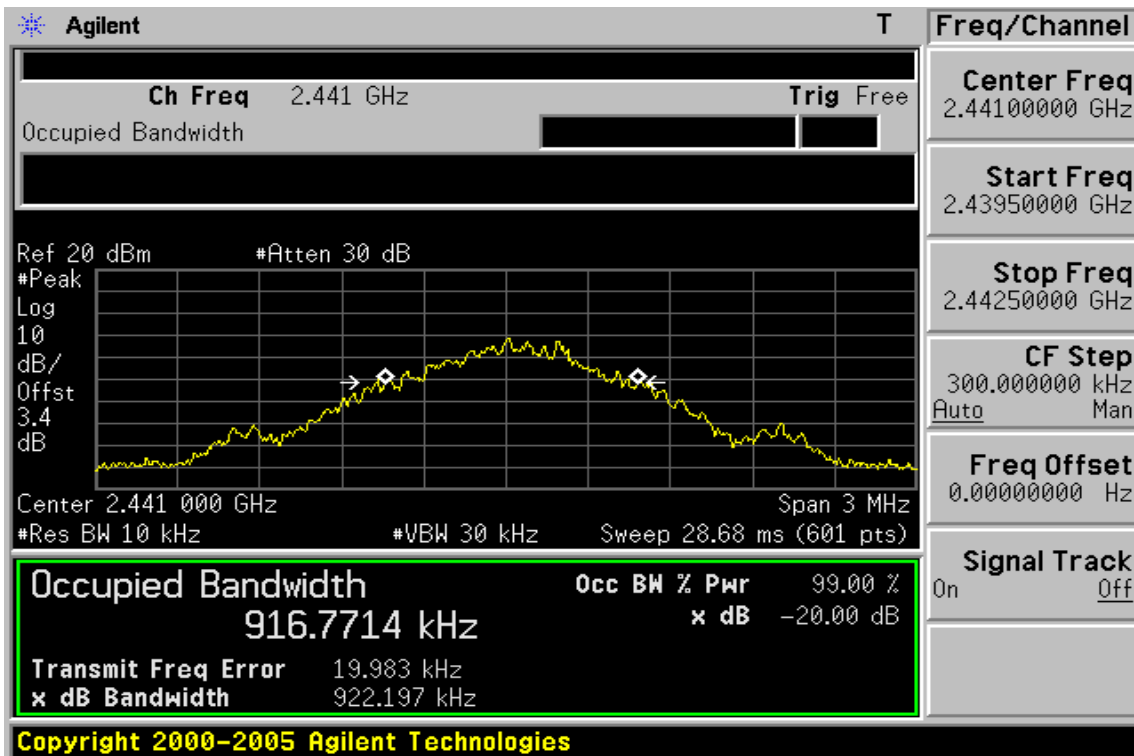 Agilent T
Freq/Channel
Ch Freq 2.441 GHz Trig Free
Occupied Bandwidth
Center Freq
2.44100000 GHz
Start Freq
2.43950000 GHz
Stop Freq
2.44250000 GHz
CF Step
300.000000 kHz
Auto Man
Freq Offset
0.00000000 Hz
Signal Track
On Off
Ref 20 dBm #Atten 30 dB
#Peak
Log
10
dB/
Offst
3.4
dB
Center 2.441 000 GHz Span 3 MHz
#Res BW 10 kHz #VBW 30 kHz Sweep 28.68 ms (601 pts)
Occupied Bandwidth
916.7714 kHz
Occ BW % Pwr 99.00 %
x dB -20.00 dB
Transmit Freq Error 19.983 kHz
x dB Bandwidth 922.197 kHz
Copyright 2000-2005 Agilent Technologies